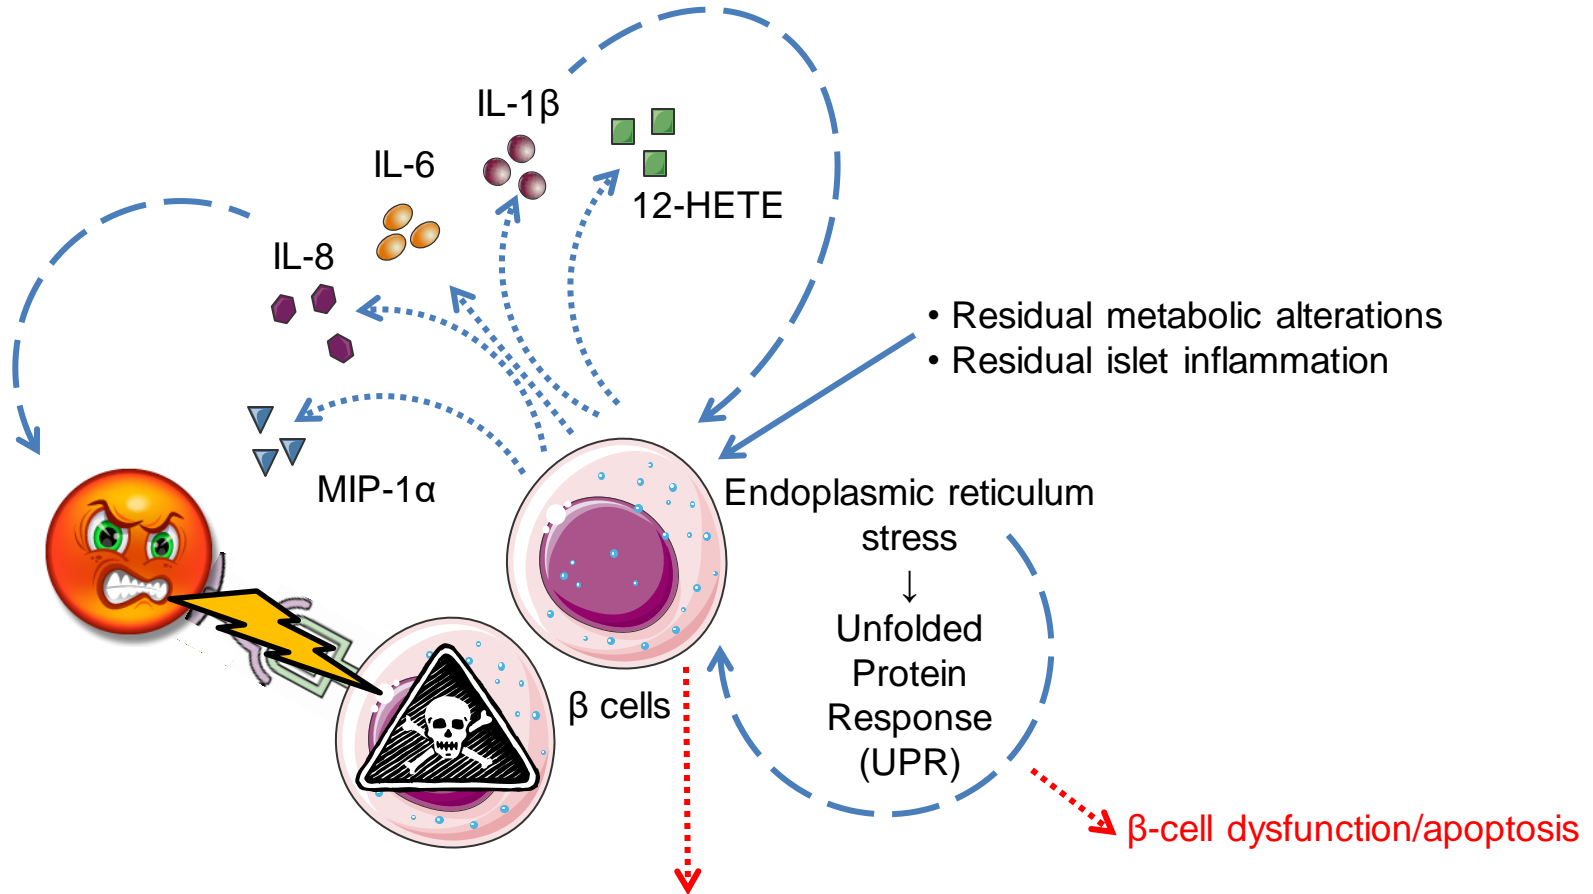 IL-1β
IL-6
12-HETE
IL-8
• Residual metabolic alterations
• Residual islet inflammation
MIP-1α
Endoplasmic reticulum
stress
↓
Unfolded
Protein
Response
(UPR)
β cells
β-cell dysfunction/apoptosis